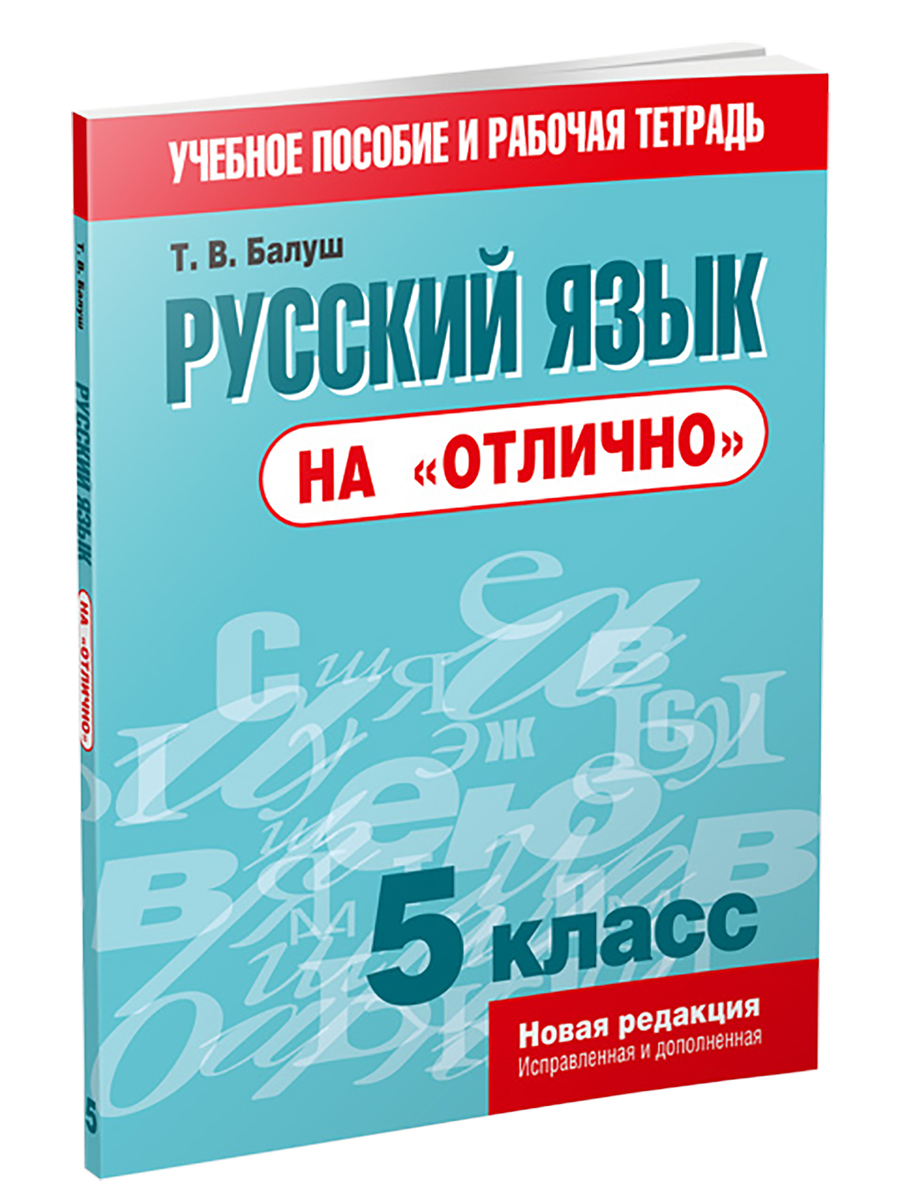 УЧЕБНОЕ ПОСОБИЕ И РАБОЧАЯ ТЕТРАДЬ
Т. В. Балуш
РУССКИЙ ЯЗЫК
НА «ОТЛИЧНО»
5 класс
Новая редакция
Исправленная и дополненная
Т. В. Балуш РУССКИЙ ЯЗЫК НА «ОТЛИЧНО» 5